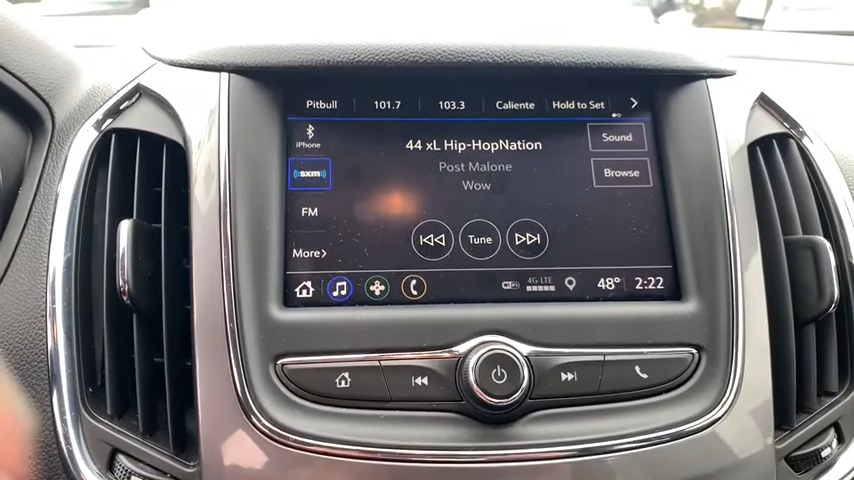 Pitbull 101.7 103.3 Caliente Hold to Set
iPhone
44 xL Hip-HopNation
Sound
Post Malone
sxm
Browse
Wow
FM
Tune
More
WiFi 4G LTE 48° 2:22